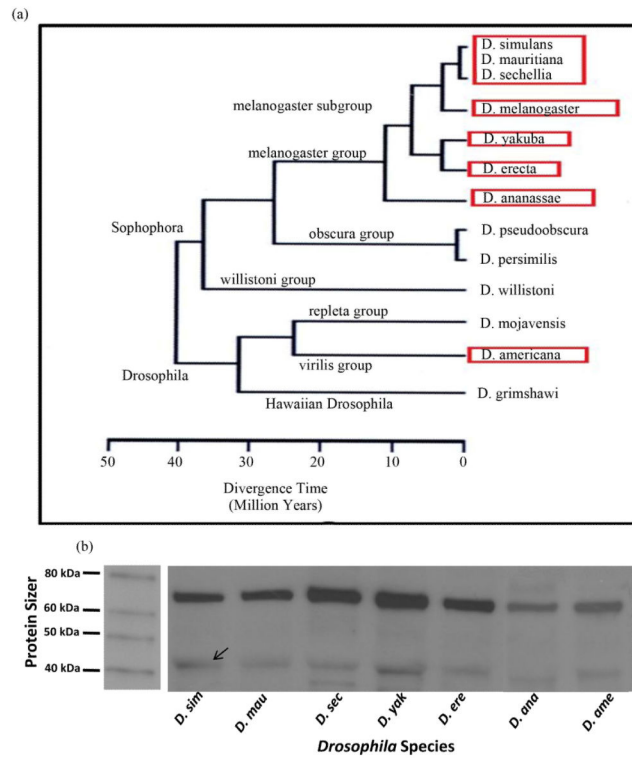 (a)
D. simulans
D. mauritiana
D. sechellia
melanogaster subgroup
D. melanogaster
D. yakuba
melanogaster group
D. erecta
D. ananassae
Sophophora
obscura group
D. pseudoobscura
D. persimilis
willistoni group
D. willistoni
repleta group
D. mojavensis
virilis group
D. americana
Drosophila
Hawaiian Drosophila
D. grimshawi
50 40 30 20 10 0
Divergence Time
(Million Years)
(b)
Protein Sizer
80 kDa
60 kDa
50 kDa
40 kDa
D. sim
D. mau
D. sec
D. yak
D. ere
D. ana
D. ame
Drosophila Species